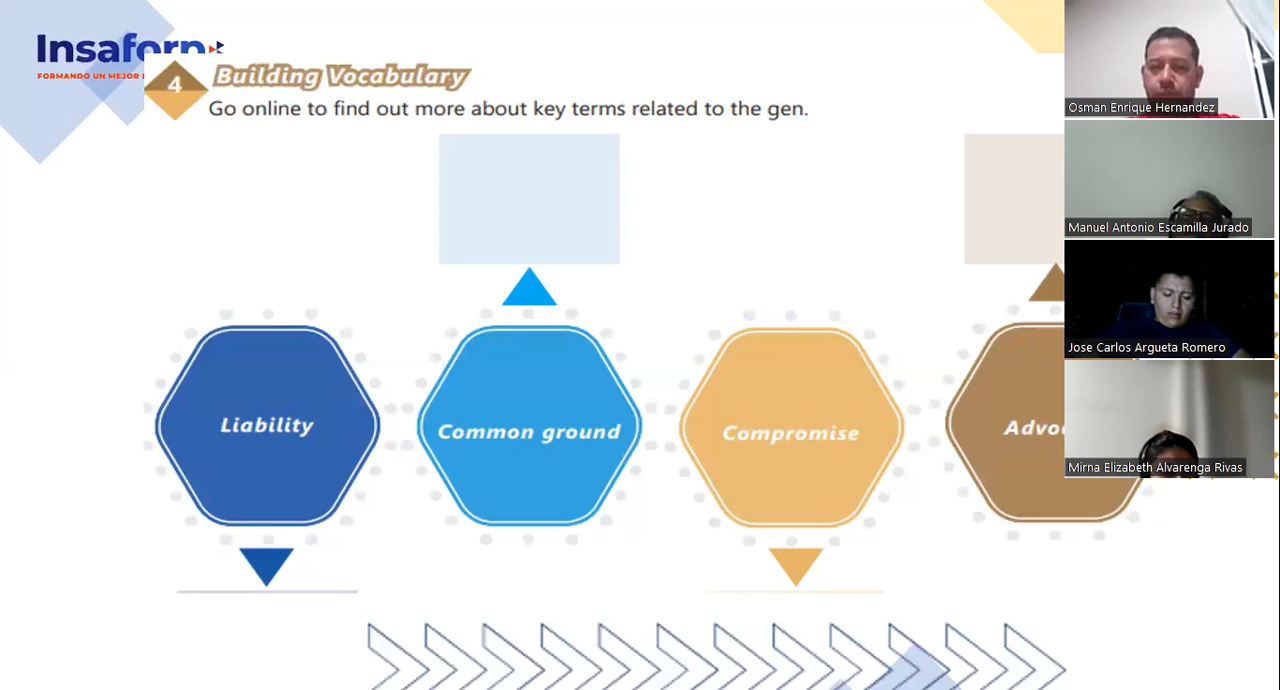 Insaforp
FORMANDO UN MEJOR
4
Building Vocabulary
Go online to find out more about key terms related to the gen.
Liability
Common ground
Compromise
Osman Enrique Hernandez
Manuel Antonio Escamilla Jurado
Jose Carlos Argueta Romero
Mirna Elizabeth Alvarenga Rivas